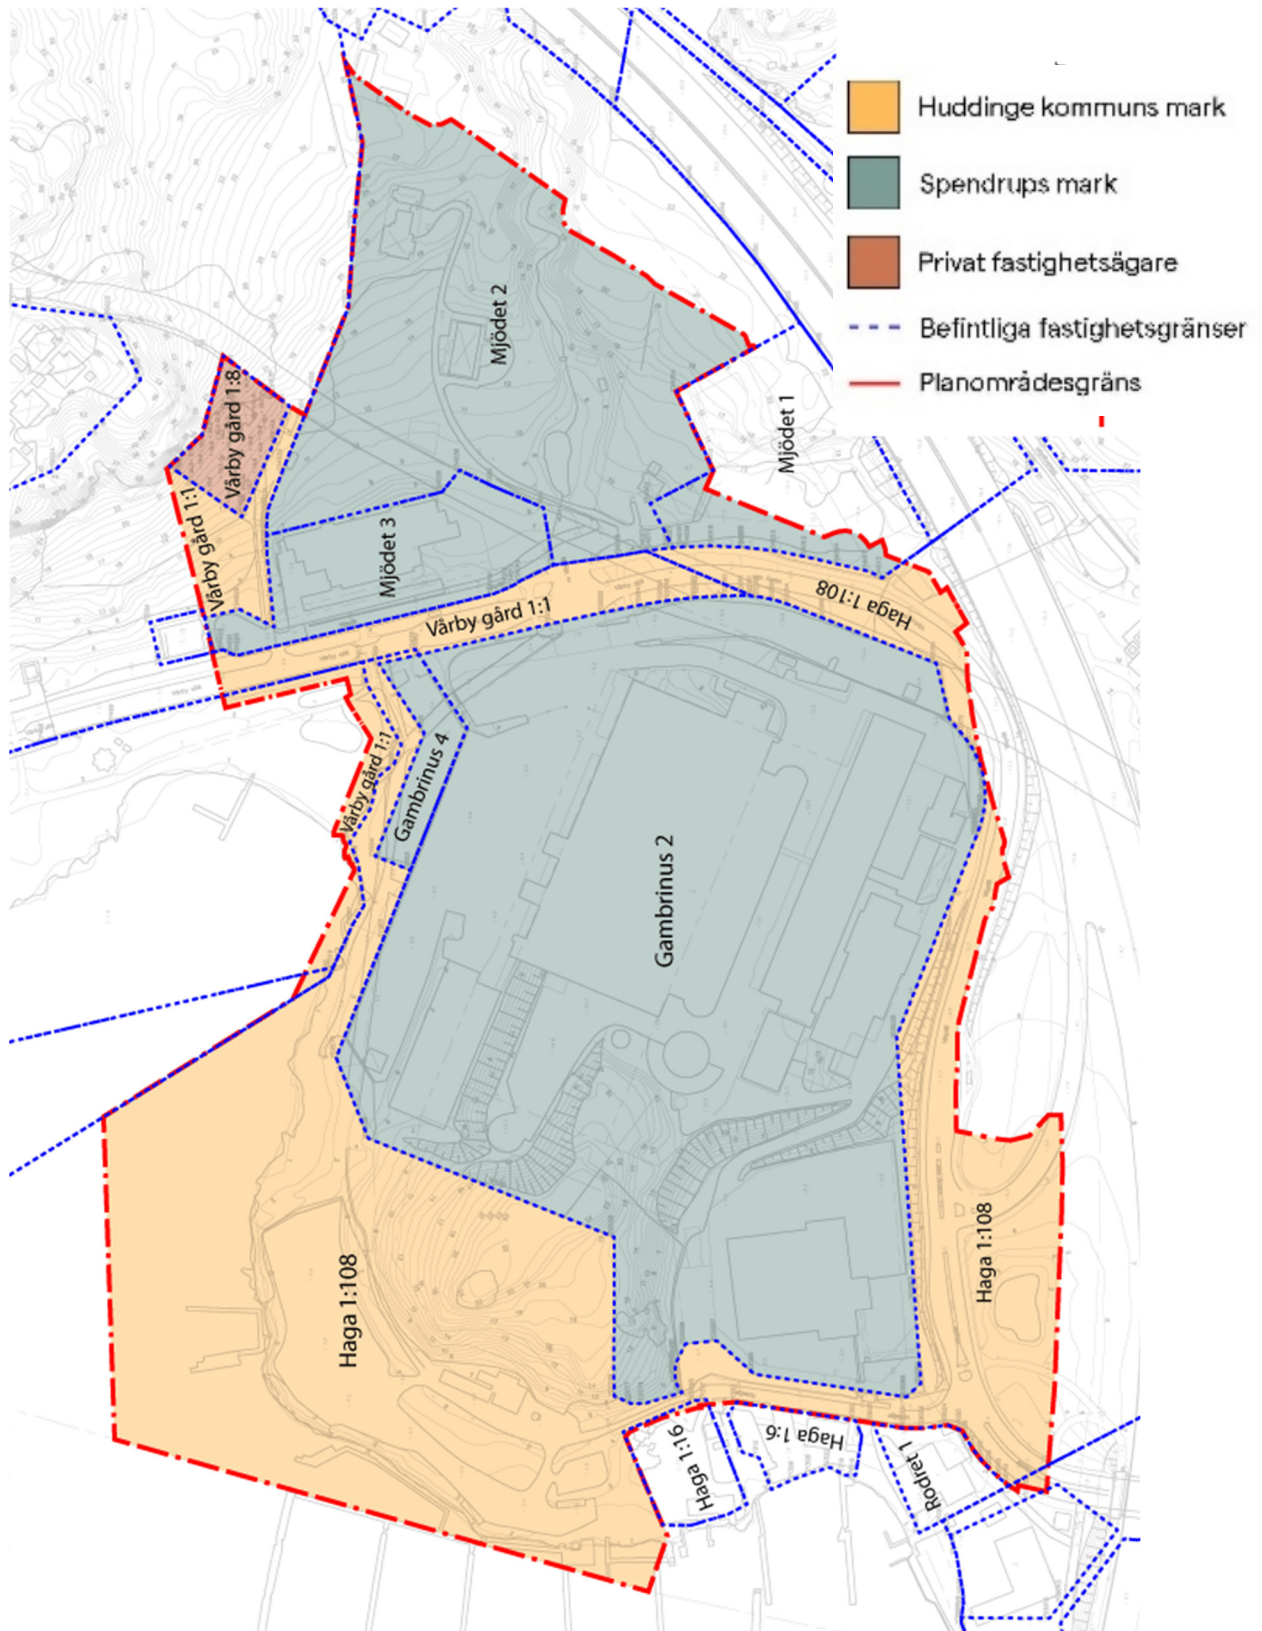 Huddinge kommuns mark
Spendrups mark
Privat fastighetsägare
Befintliga fastighetsgränser
Planområdesgräns
Mjödet 2
Vårby gård 1:8
Mjödet 1
Vårby gård 1:1
Mjödet 3
Vårby gård 1:1
Haga 1:108
Vårby gård 1:1
Gambrinus 4
Gambrinus 2
Haga 1:108
Haga 1:108
Haga 1:16
Haga 1:6
Rodret 1